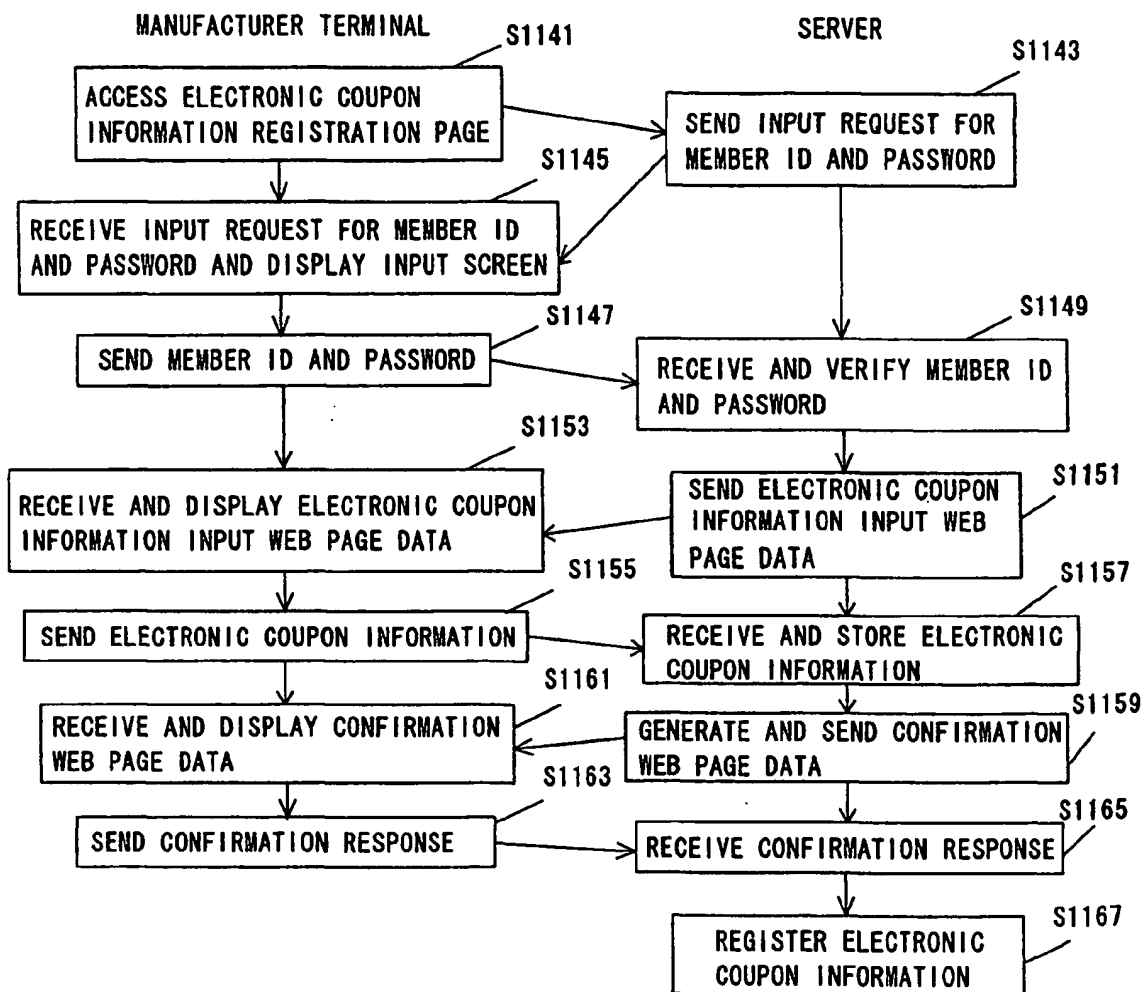 MANUFACTURER TERMINAL
SERVER
S1141
ACCESS ELECTRONIC COUPON
INFORMATION REGISTRATION PAGE
S1143
SEND INPUT REQUEST FOR
MEMBER ID AND PASSWORD
S1145
RECEIVE INPUT REQUEST FOR MEMBER ID
AND PASSWORD AND DISPLAY INPUT SCREEN
S1147
SEND MEMBER ID AND PASSWORD
S1149
RECEIVE AND VERIFY MEMBER ID
AND PASSWORD
S1151
SEND ELECTRONIC COUPON
INFORMATION INPUT WEB
PAGE DATA
S1153
RECEIVE AND DISPLAY ELECTRONIC COUPON
INFORMATION INPUT WEB PAGE DATA
S1155
SEND ELECTRONIC COUPON INFORMATION
S1157
RECEIVE AND STORE ELECTRONIC
COUPON INFORMATION
S1159
GENERATE AND SEND CONFIRMATION
WEB PAGE DATA
S1161
RECEIVE AND DISPLAY CONFIRMATION
WEB PAGE DATA
S1163
SEND CONFIRMATION RESPONSE
S1165
RECEIVE CONFIRMATION RESPONSE
S1167
REGISTER ELECTRONIC
COUPON INFORMATION